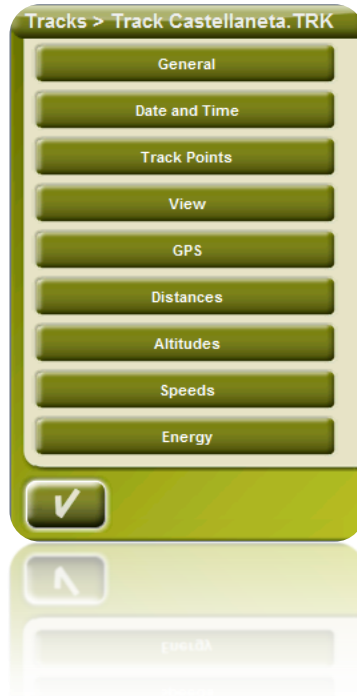 Tracks > Track Castellaneta.TRK
General
Date and Time
Track Points
View
GPS
Distances
Altitudes
Speeds
Energy